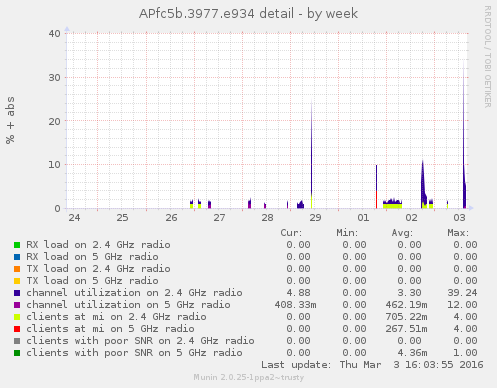 APfc5b.3977.e934 detail - by week
RRDTOOL / TOBI OETIKER
% + abs
40
30
20
10
0
24 25 26 27 28 29 01 02 03
Cur: Min: Avg: Max:
RX load on 2.4 GHz radio 0.00 0.00 0.00 0.00
RX load on 5 GHz radio 0.00 0.00 0.00 0.00
TX load on 2.4 GHz radio 0.00 0.00 0.00 0.00
TX load on 5 GHz radio 0.00 0.00 0.00 0.00
channel utilization on 2.4 GHz radio 4.88 0.00 3.30 39.24
channel utilization on 5 GHz radio 408.33m 0.00 462.19m 12.00
clients at mi on 2.4 GHz radio 0.00 0.00 705.22m 4.00
clients at mi on 5 GHz radio 0.00 0.00 267.51m 4.00
clients with poor SNR on 2.4 GHz radio 0.00 0.00 0.00 0.00
clients with poor SNR on 5 GHz radio 0.00 0.00 4.36m 1.00
Last update: Thu Mar 3 16:03:55 2016
Munin 2.0.25-1ppa2~trusty